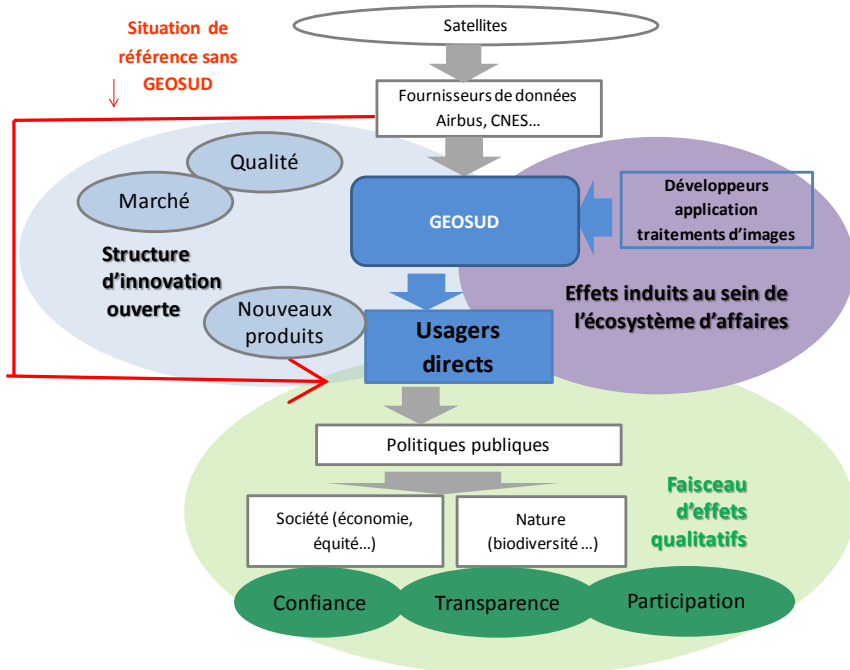 Situation de
référence sans
GEOSUD
Satellites
Fournisseurs de données
Airbus, CNES...
Qualité
Marché
GEOSUD
Développeurs
application
traitements d'images
Structure
d'innovation
ouverte
Effets induits au sein de
l'écosystème d'affaires
Nouveaux
produits
Usagers
directs
Politiques publiques
Société (économie,
équité...)
Nature
(biodiversité ...)
Faisceau
d'effets
qualitatifs
Confiance
Transparence
Participation